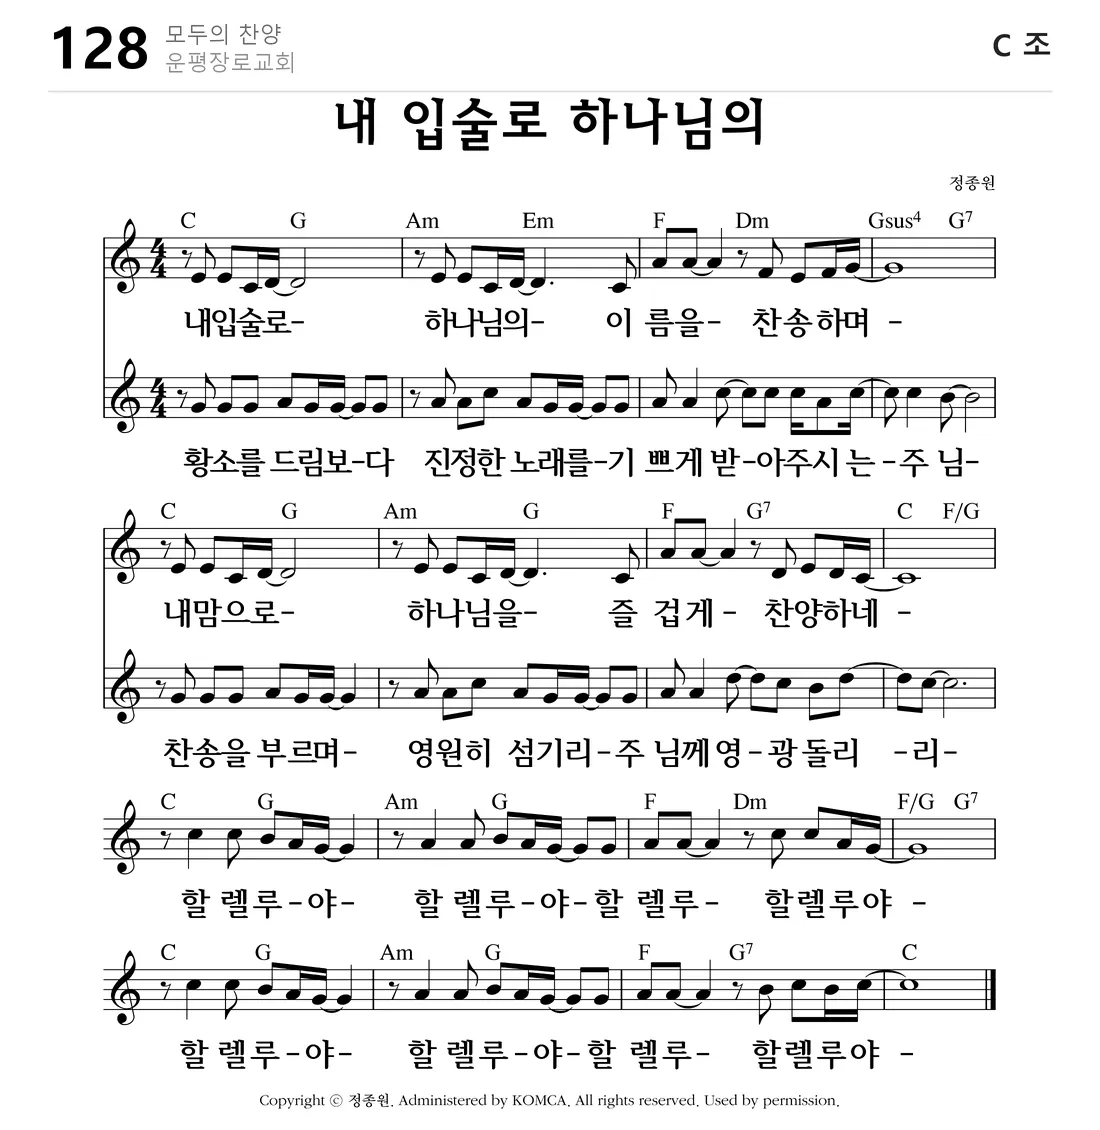 128
모두의 찬양
운평장로교회
C 조
내 입술로 하나님의
정종원
C G Am Em F Dm Gsus4 G7
내입술로- 하나님의- 이 름을- 찬송하며 -
황소를 드림보-다 진정한 노래를-기 쁘게 받-아주시 는-주 님-
C G Am G F G7 C F/G
내맘으로- 하나님을- 즐 겁게- 찬양하네 -
찬송을 부르며- 영원히 섬기리-주 님께영-광돌리 -리-
C G Am G F Dm F/G G7
할 렐루-야- 할 렐루-야-할 렐루- 할렐루야 -
C G Am G F G7 C
할 렐루-야- 할 렐루-야-할 렐루- 할렐루야 -
Copyright ⓒ 정종원. Administered by KOMCA. All rights reserved. Used by permission.